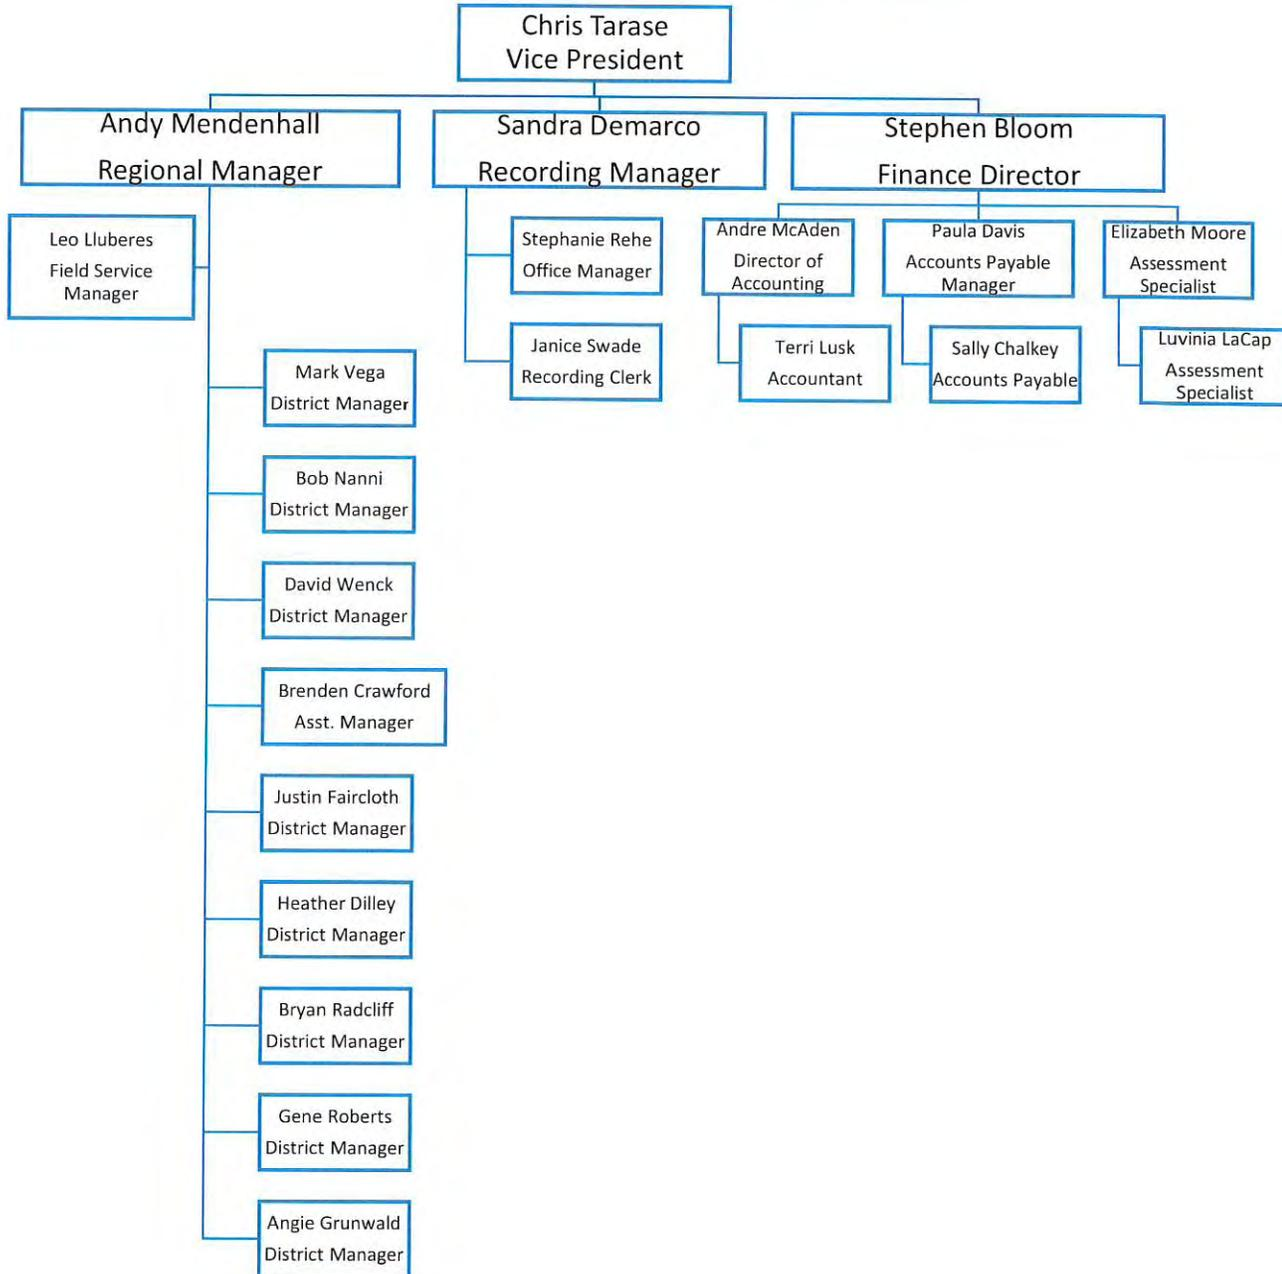 Chris Tarase
Vice President
Andy Mendenhall
Regional Manager
Sandra Demarco
Recording Manager
Stephen Bloom
Finance Director
Leo Lluberes
Field Service
Manager
Stephanie Rehe
Office Manager
Andre McAden
Director of
Accounting
Paula Davis
Accounts Payable
Manager
Elizabeth Moore
Assessment
Specialist
Janice Swade
Recording Clerk
Terri Lusk
Accountant
Sally Chalkey
Accounts Payable
Luvinia LaCap
Assessment
Specialist
Mark Vega
District Manager
Bob Nanni
District Manager
David Wenck
District Manager
Brenden Crawford
Asst. Manager
Justin Faircloth
District Manager
Heather Dilley
District Manager
Bryan Radcliff
District Manager
Gene Roberts
District Manager
Angie Grunwald
District Manager